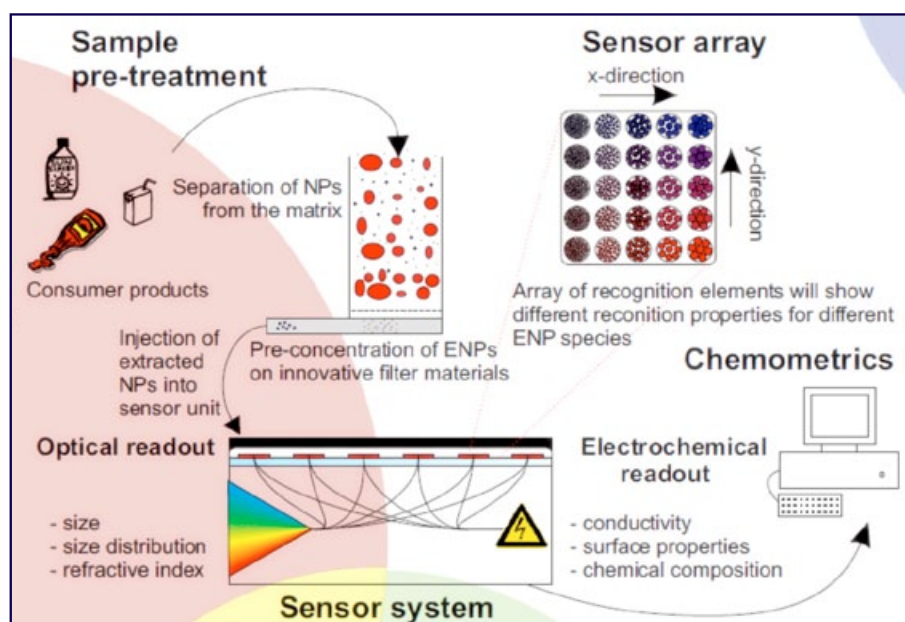 Sample
pre-treatment
Separation of NPs
from the matrix
Consumer products
Injection of
extracted
NPs into
sensor unit
Pre-concentration of ENPs
on innovative filter materials
Sensor array
x-direction
y-direction
Array of recognition elements will show
different reconition properties for different
ENP species
Chemometrics
Optical readout
- size
- size distribution
- refractive index
Electrochemical
readout
- conductivity
- surface properties
- chemical composition
Sensor system